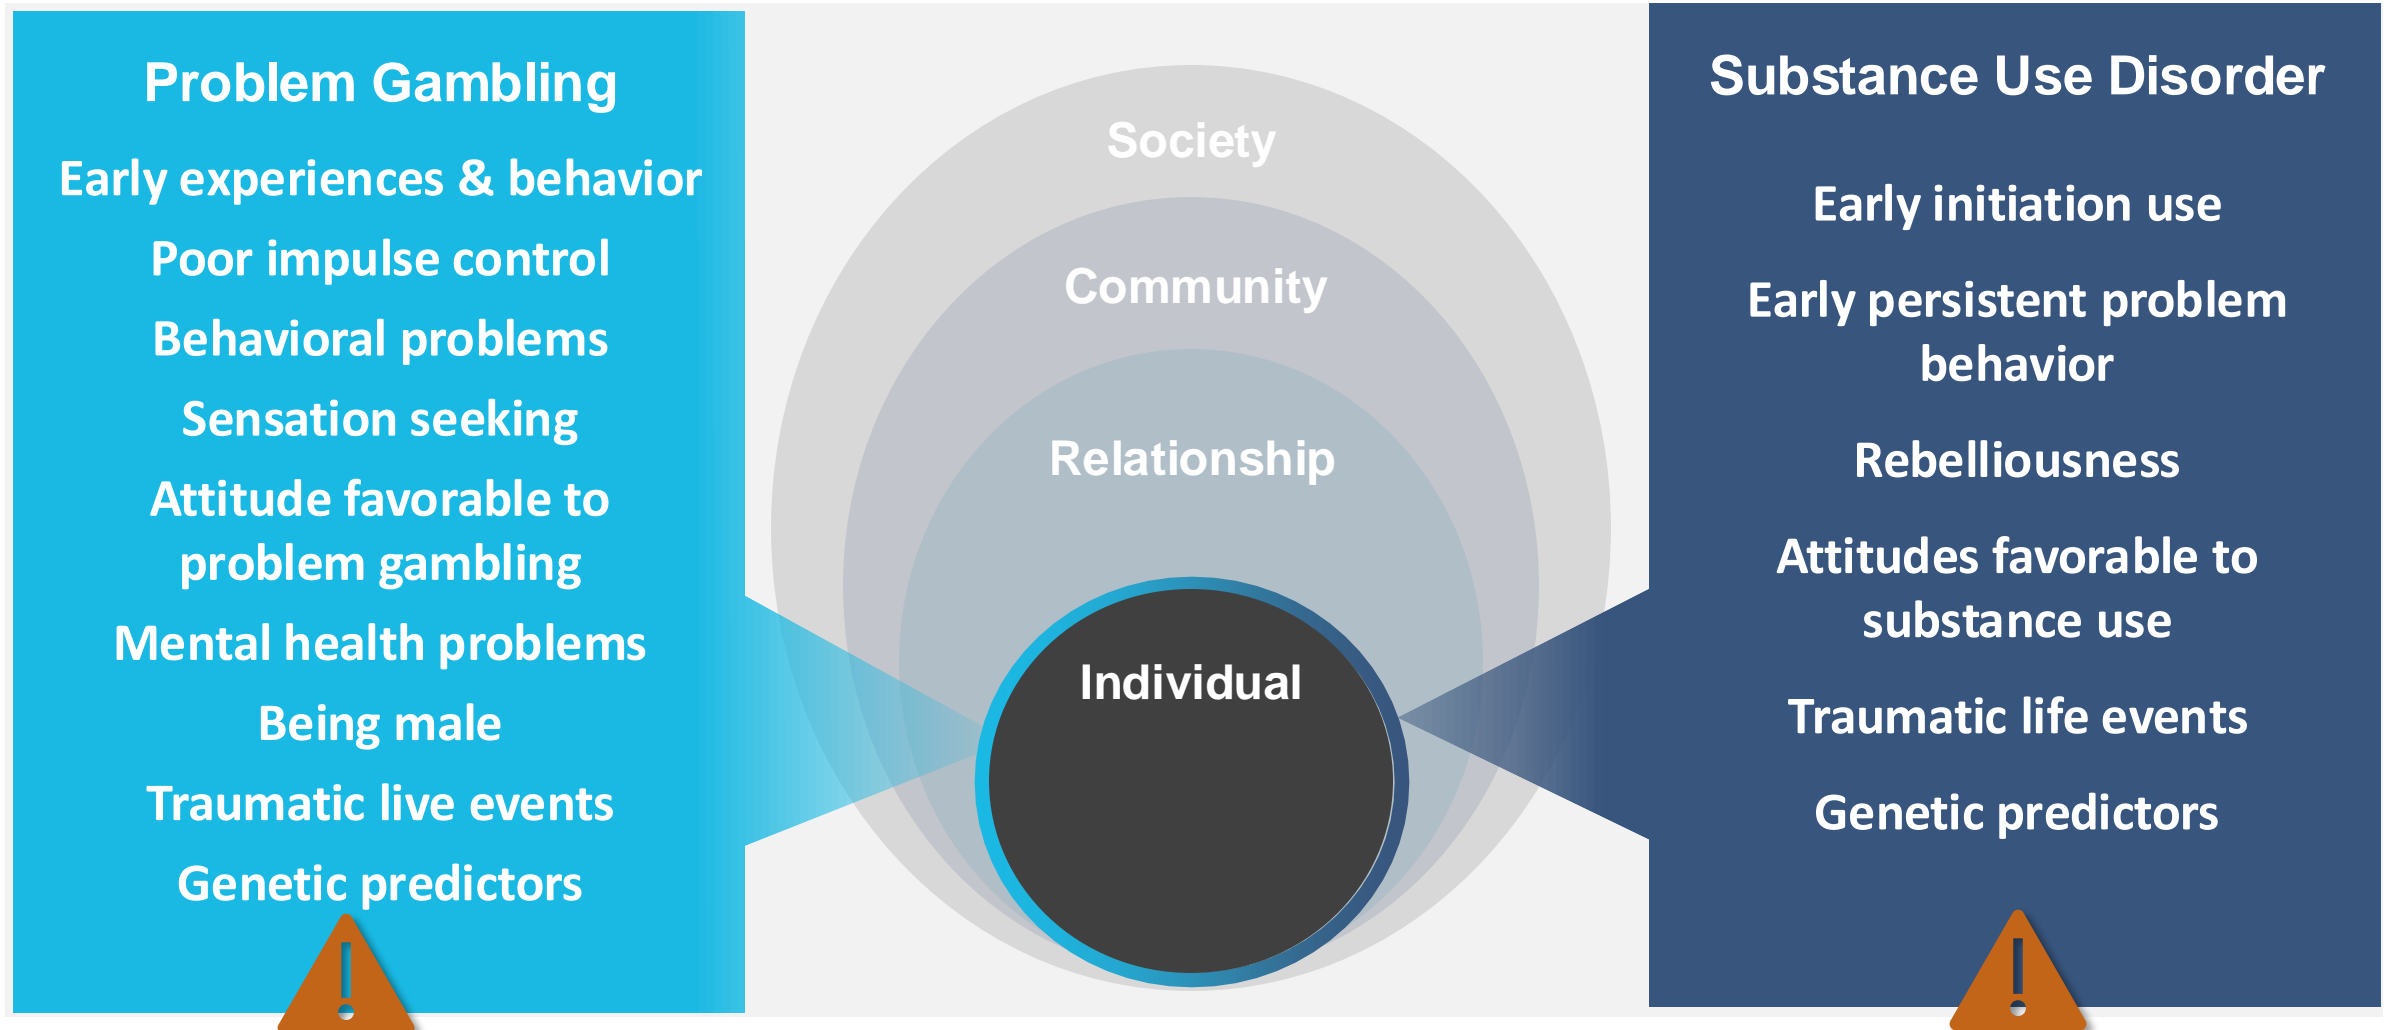 Problem Gambling
Early experiences & behavior
Poor impulse control
Behavioral problems
Sensation seeking
Attitude favorable to
problem gambling
Mental health problems
Being male
Traumatic live events
Genetic predictors
Society
Community
Relationship
Individual
Substance Use Disorder
Early initiation use
Early persistent problem
behavior
Rebelliousness
Attitudes favorable to
substance use
Traumatic life events
Genetic predictors